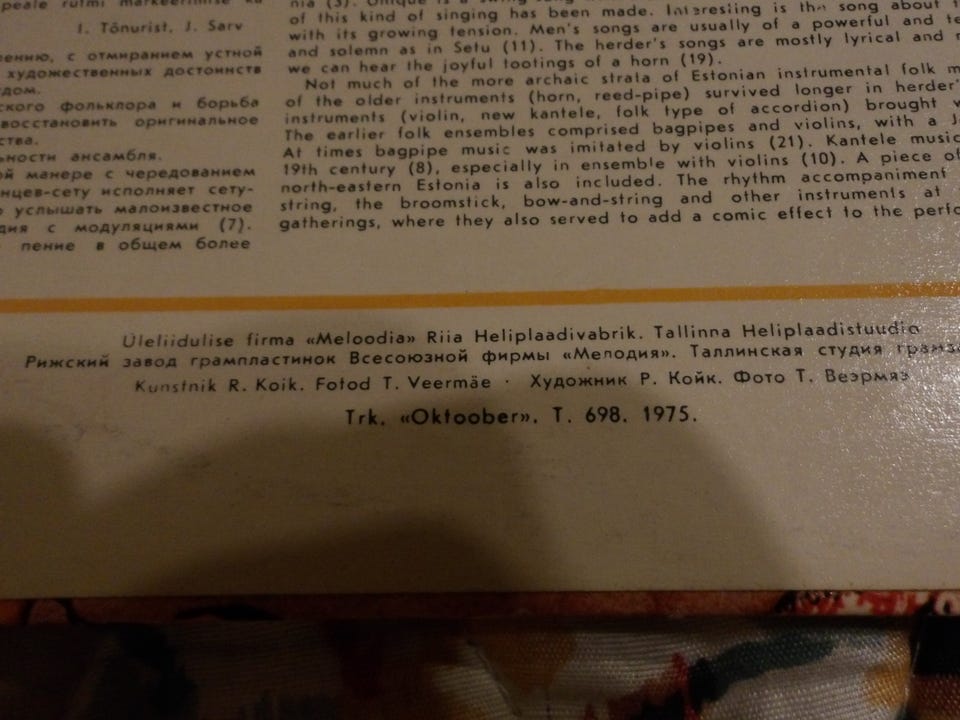 peale rütmi markeerimise
I. Tõnurist, J. Sarv
с отмиранием устной
художественных достоинств
фольклора и борьба
восстановить оригинальное
ансамбля.
манере с чередованием
исполняет сету-
услышать малоизвестное
с модуляциями (7).
пение в общем более
(3). Unique is a swing song
of this kind of singing has been made. Interesting is the song about
with its growing tension. Men's songs are usually of a powerful and
and solemn as in Setu (11). The herder's songs are mostly lyrical and
we can hear the joyful tootings of a horn (19).
Not much of the more archaic strata of Estonian instrumental folk
of the older instruments (horn, reed-pipe) survived longer in herder's
instruments (violin, new kantele, folk type of accordion) brought
The earlier folk ensembles comprised bagpipes and violins, with a
At times bagpipe music was imitated by violins (21). Kantele music
19th century (8), especially in ensemble with violins (10). A piece of
north-eastern Estonia is also included. The rhythm accompaniment
string, the broomstick, bow-and-string and other instruments at
gatherings, where they also served to add a comic effect to the
Üleliidulise firma «Meloodia» Riia Heliplaadivabrik. Tallinna Heliplaadistuudio
Рижский завод грампластинок Всесоюзной фирмы «Мелодия». Таллинская студия
Kunstnik R. Koik. Fotod T. Veermäe · Художник Р. Койк. Фото Т. Веэрмяэ
Trk. «Oktoober». T. 698. 1975.